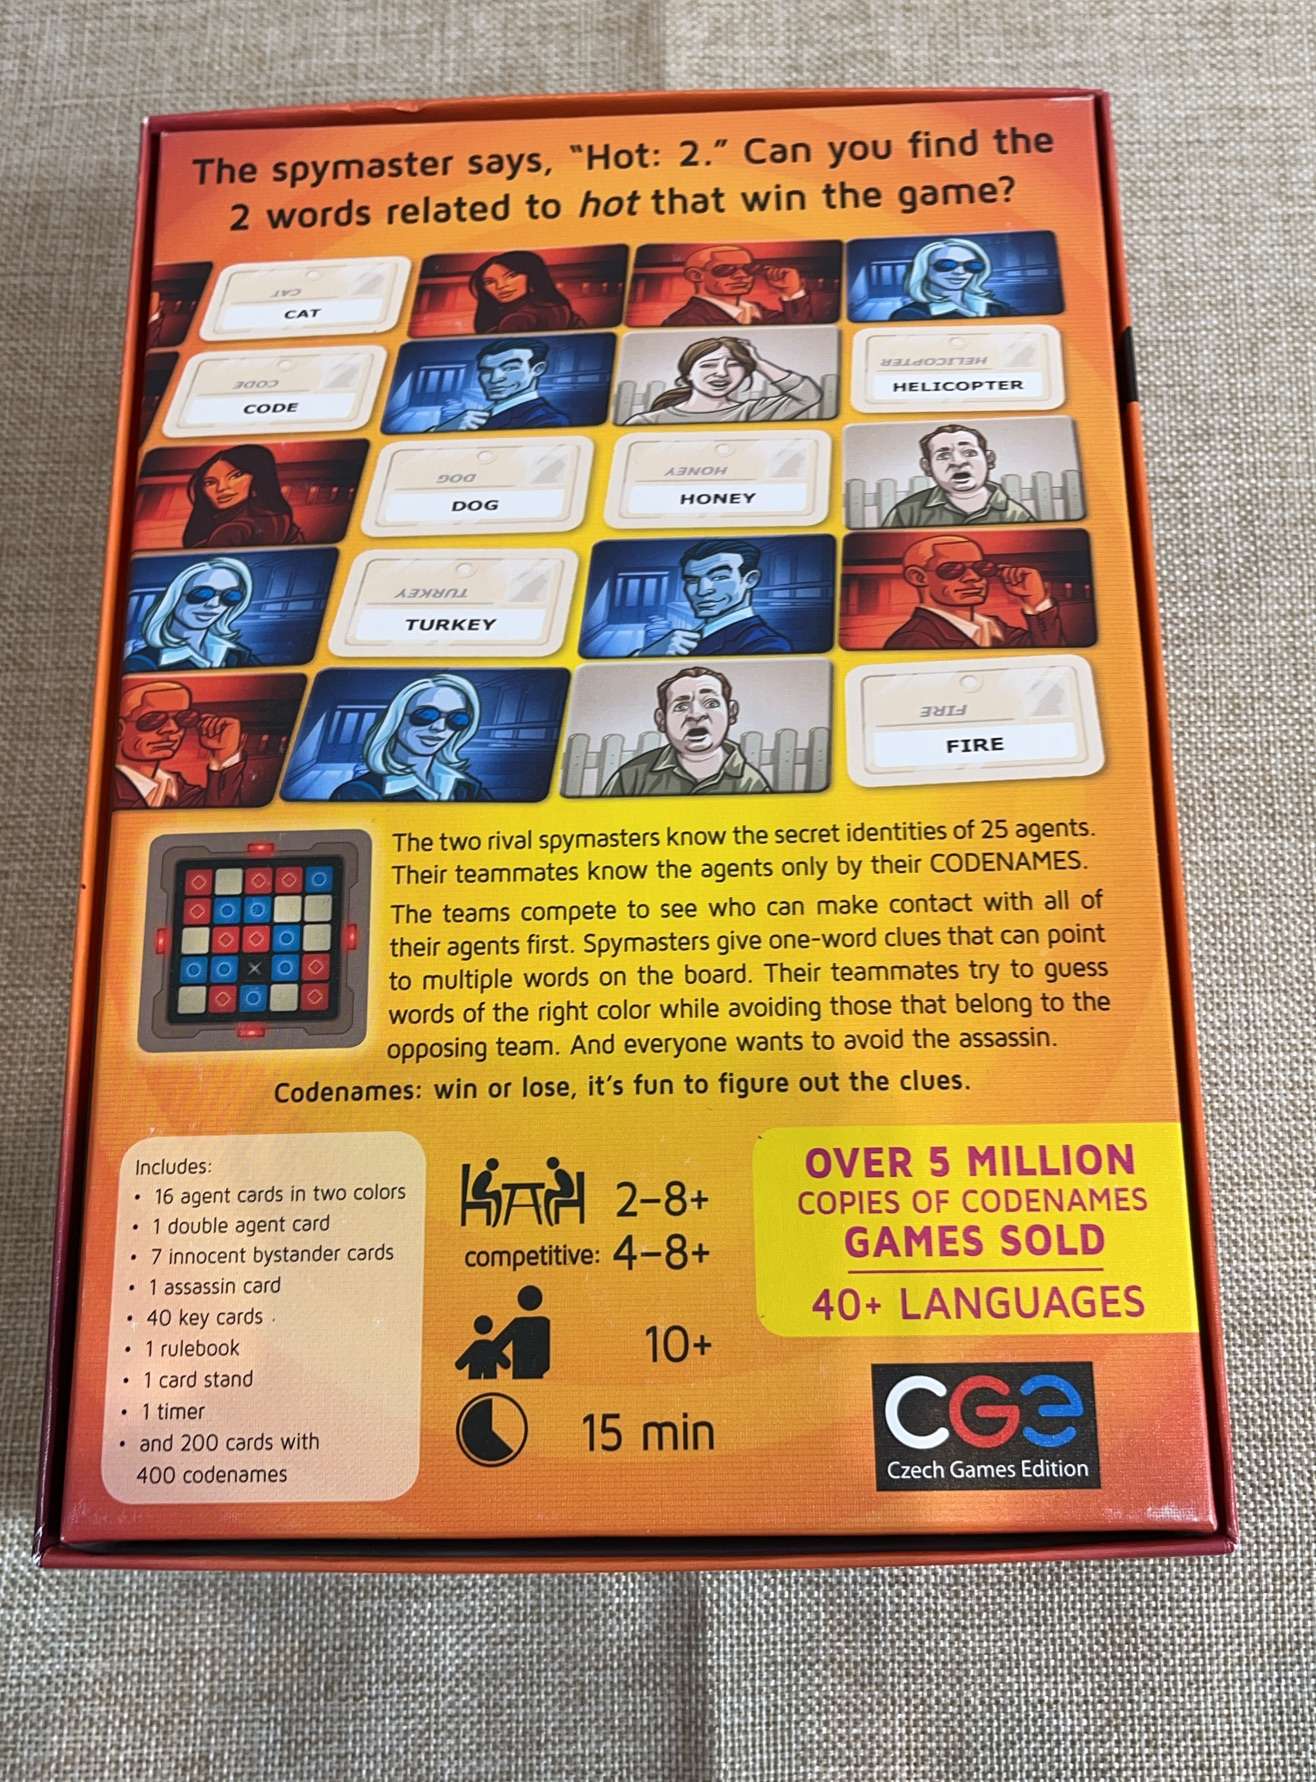 The spymaster says, "Hot: 2." Can you find the
2 words related to hot that win the game?
CAT
CAT
CODE
CODE
HELICOPTER
HELICOPTER
DOG
DOG
HONEY
HONEY
TURKEY
TURKEY
FIRE
FIRE
The two rival spymasters know the secret identities of 25 agents.
Their teammates know the agents only by their CODENAMES.
The teams compete to see who can make contact with all of
their agents first. Spymasters give one-word clues that can point
to multiple words on the board. Their teammates try to guess
words of the right color while avoiding those that belong to the
opposing team. And everyone wants to avoid the assassin.
Codenames: win or lose, it's fun to figure out the clues.
Includes:
• 16 agent cards in two colors
• 1 double agent card
• 7 innocent bystander cards
• 1 assassin card
• 40 key cards
• 1 rulebook
• 1 card stand
• 1 timer
• and 200 cards with
400 codenames
2–8+
competitive: 4–8+
10+
15 min
OVER 5 MILLION
COPIES OF CODENAMES
GAMES SOLD
40+ LANGUAGES
CGE
Czech Games Edition